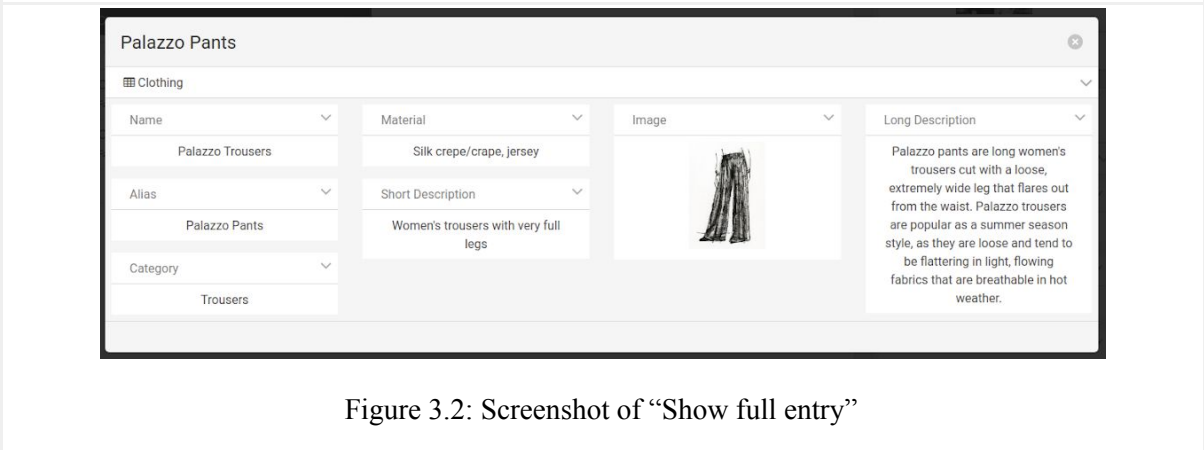 Palazzo Pants
Clothing
Name
Palazzo Trousers
Alias
Palazzo Pants
Category
Trousers
Material
Silk crepe/crape, jersey
Short Description
Women's trousers with very full
legs
Image
Long Description
Palazzo pants are long women's
trousers cut with a loose,
extremely wide leg that flares out
from the waist. Palazzo trousers
are popular as a summer season
style, as they are loose and tend to
be flattering in light, flowing
fabrics that are breathable in hot
weather.
Figure 3.2: Screenshot of “Show full entry”